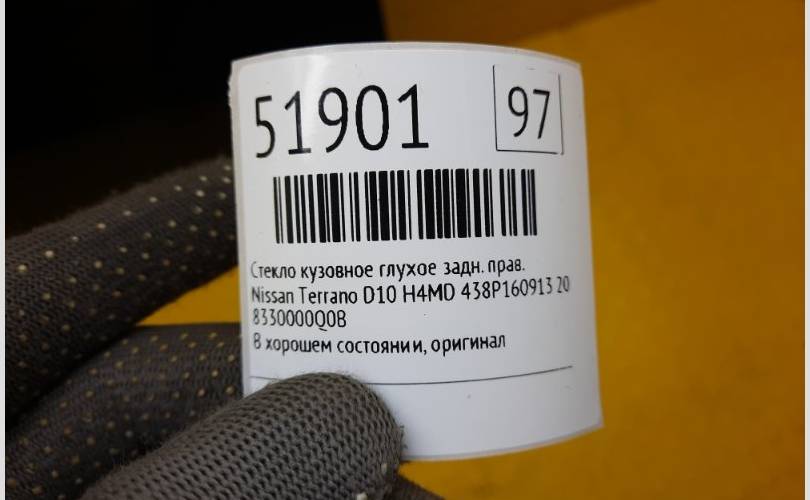 51901
97
Стекло кузовное глухое задн. прав.
Nissan Terrano D10 H4MD 438P160913 20
8330000Q0B
В хорошем состоянии, оригинал